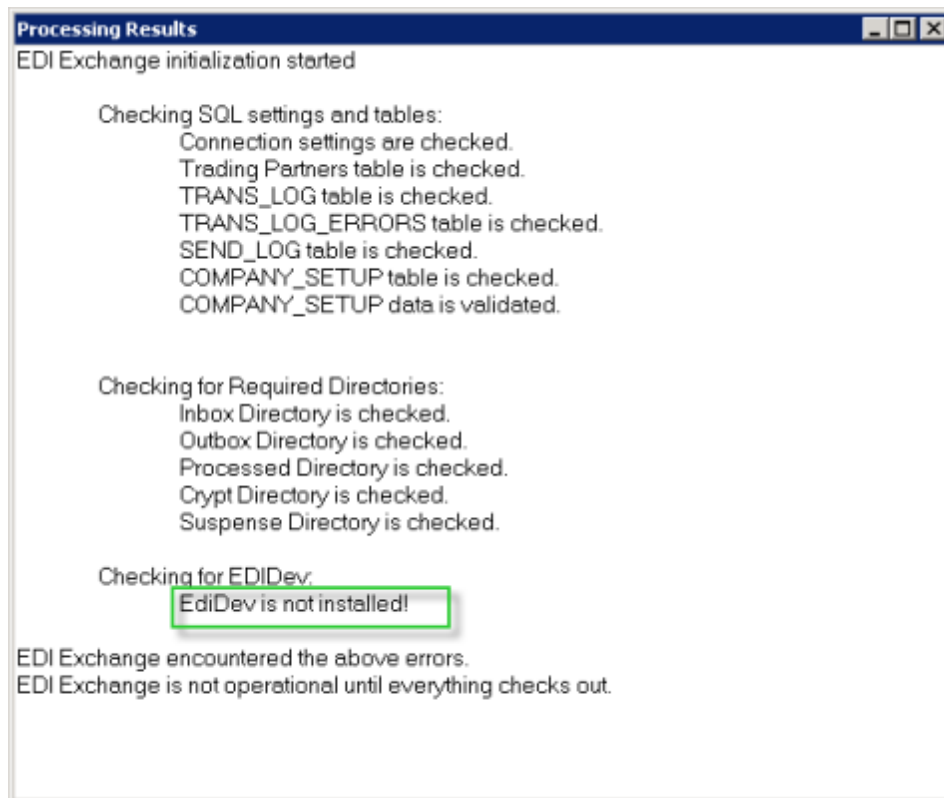 Processing Results
EDI Exchange initialization started
Checking SQL settings and tables:
Connection settings are checked.
Trading Partners table is checked.
TRANS_LOG table is checked.
TRANS_LOG_ERRORS table is checked.
SEND_LOG table is checked.
COMPANY_SETUP table is checked.
COMPANY_SETUP data is validated.
Checking for Required Directories:
Inbox Directory is checked.
Outbox Directory is checked.
Processed Directory is checked.
Crypt Directory is checked.
Suspense Directory is checked.
Checking for EDIDev:
EdiDev is not installed!
EDI Exchange encountered the above errors.
EDI Exchange is not operational until everything checks out.